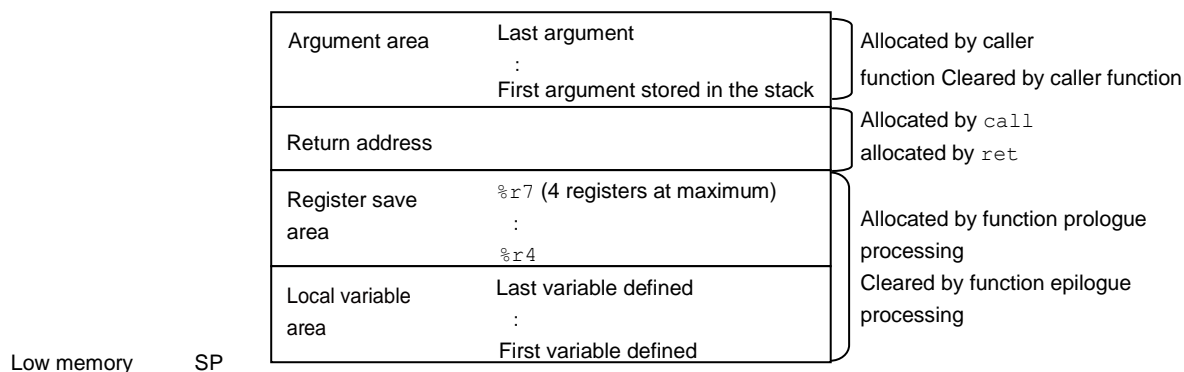 Argument area
Last argument
:
First argument stored in the stack
Allocated by caller
function Cleared by caller function
Return address
Allocated by call
allocated by ret
Register save
area
%r7 (4 registers at maximum)
:
%r4
Local variable
area
Last variable defined
:
First variable defined
Allocated by function prologue
processing
Cleared by function epilogue
processing
Low memory SP